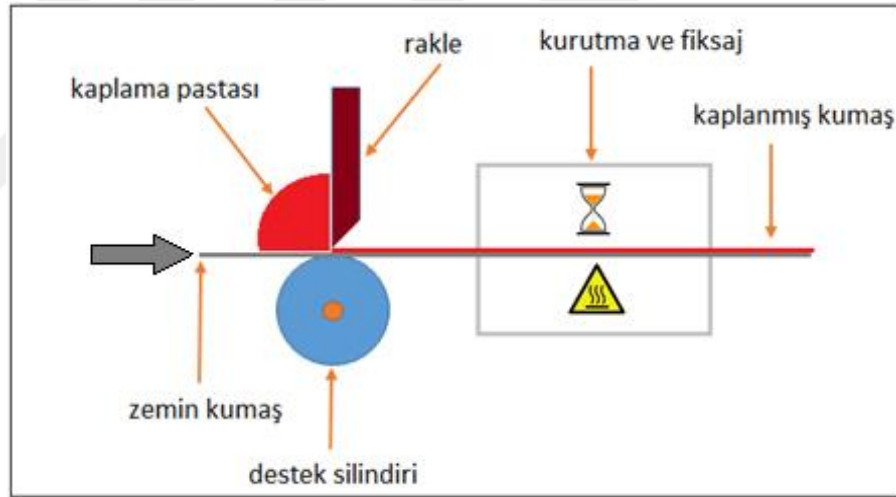 rakle
kurutma ve fiksaj
kaplama pastası
kaplanmış kumaş
zemin kumaş
destek silindiri